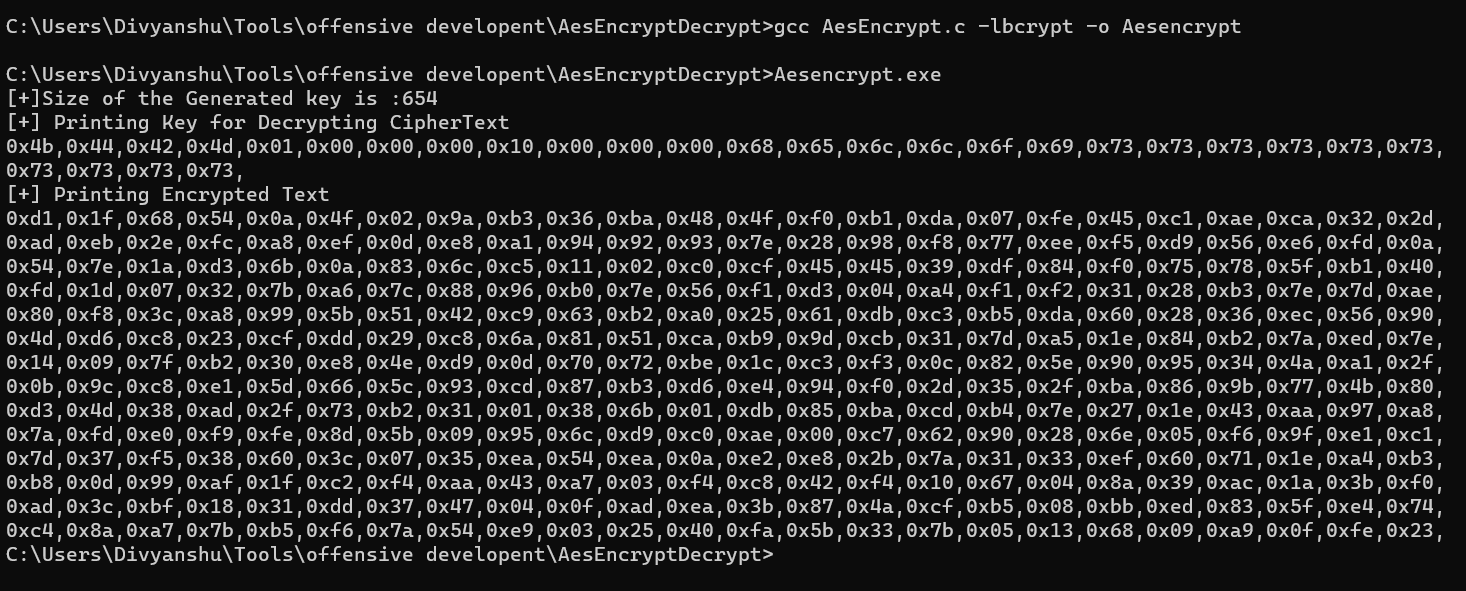 C:\Users\Divyanshu\Tools\offensive developent\AesEncryptDecrypt>gcc AesEncrypt.c -lbcrypt -o Aesencrypt
C:\Users\Divyanshu\Tools\offensive developent\AesEncryptDecrypt>Aesencrypt.exe
[+]Size of the Generated key is :654
[+] Printing Key for Decrypting CipherText
0x4b,0x44,0x42,0x4d,0x01,0x00,0x00,0x00,0x10,0x00,0x00,0x00,0x68,0x65,0x6c,0x6c,0x6f,0x69,0x73,0x73,0x73,0x73,0x73,0x73,
0x73,0x73,0x73,0x73,
[+] Printing Encrypted Text
0xd1,0x1f,0x68,0x54,0x0a,0x4f,0x02,0x9a,0xb3,0x36,0xba,0x48,0x4f,0xf0,0xb1,0xda,0x07,0xfe,0x45,0xc1,0xae,0xca,0x32,0x2d,
0xad,0xeb,0x2e,0xfc,0xa8,0xef,0x0d,0xe8,0xa1,0x94,0x92,0x93,0x7e,0x28,0x98,0xf8,0x77,0xee,0xf5,0xd9,0x56,0xe6,0xfd,0x0a,
0x54,0x7e,0x1a,0xd3,0x6b,0x0a,0x83,0x6c,0xc5,0x11,0x02,0xc0,0xcf,0x45,0x45,0x39,0xdf,0x84,0xf0,0x75,0x78,0x5f,0xb1,0x40,
0xfd,0x1d,0x07,0x32,0x7b,0xa6,0x7c,0x88,0x96,0xb0,0x7e,0x56,0xf1,0xd3,0x04,0xa4,0xf1,0xf2,0x31,0x28,0xb3,0x7e,0x7d,0xae,
0x80,0xf8,0x3c,0xa8,0x99,0x5b,0x51,0x42,0xc9,0x63,0xb2,0xa0,0x25,0x61,0xdb,0xc3,0xb5,0xda,0x60,0x28,0x36,0xec,0x56,0x90,
0x4d,0xd6,0xc8,0x23,0xcf,0xdd,0x29,0xc8,0x6a,0x81,0x51,0xca,0xb9,0x9d,0xcb,0x31,0x7d,0xa5,0x1e,0x84,0xb2,0x7a,0xed,0x7e,
0x14,0x09,0x7f,0xb2,0x30,0xe8,0x4e,0xd9,0x0d,0x70,0x72,0xbe,0x1c,0xc3,0xf3,0x0c,0x82,0x5e,0x90,0x95,0x34,0x4a,0xa1,0x2f,
0x0b,0x9c,0xc8,0xe1,0x5d,0x66,0x5c,0x93,0xcd,0x87,0xb3,0xd6,0xe4,0x94,0xf0,0x2d,0x35,0x2f,0xba,0x86,0x9b,0x77,0x4b,0x80,
0xd3,0x4d,0x38,0xad,0x2f,0x73,0xb2,0x31,0x01,0x38,0x6b,0x01,0xdb,0x85,0xba,0xcd,0xb4,0x7e,0x27,0x1e,0x43,0xaa,0x97,0xa8,
0x7a,0xfd,0xe0,0xf9,0xfe,0x8d,0x5b,0x09,0x95,0x6c,0xd9,0xc0,0xae,0x00,0xc7,0x62,0x90,0x28,0x6e,0x05,0xf6,0x9f,0xe1,0xc1,
0x7d,0x37,0xf5,0x38,0x60,0x3c,0x07,0x35,0xea,0x54,0xea,0x0a,0xe2,0xe8,0x2b,0x7a,0x31,0x33,0xef,0x60,0x71,0x1e,0xa4,0xb3,
0xb8,0x0d,0x99,0xaf,0x1f,0xc2,0xf4,0xaa,0x43,0xa7,0x03,0xf4,0xc8,0x42,0xf4,0x10,0x67,0x04,0x8a,0x39,0xac,0x1a,0x3b,0xf0,
0xad,0x3c,0xbf,0x18,0x31,0xdd,0x37,0x47,0x04,0x0f,0xad,0xea,0x3b,0x87,0x4a,0xcf,0xb5,0x08,0xbb,0xed,0x83,0x5f,0xe4,0x74,
0xc4,0x8a,0xa7,0x7b,0xb5,0xf6,0x7a,0x54,0xe9,0x03,0x25,0x40,0xfa,0x5b,0x33,0x7b,0x05,0x13,0x68,0x09,0xa9,0x0f,0xfe,0x23,
C:\Users\Divyanshu\Tools\offensive developent\AesEncryptDecrypt>